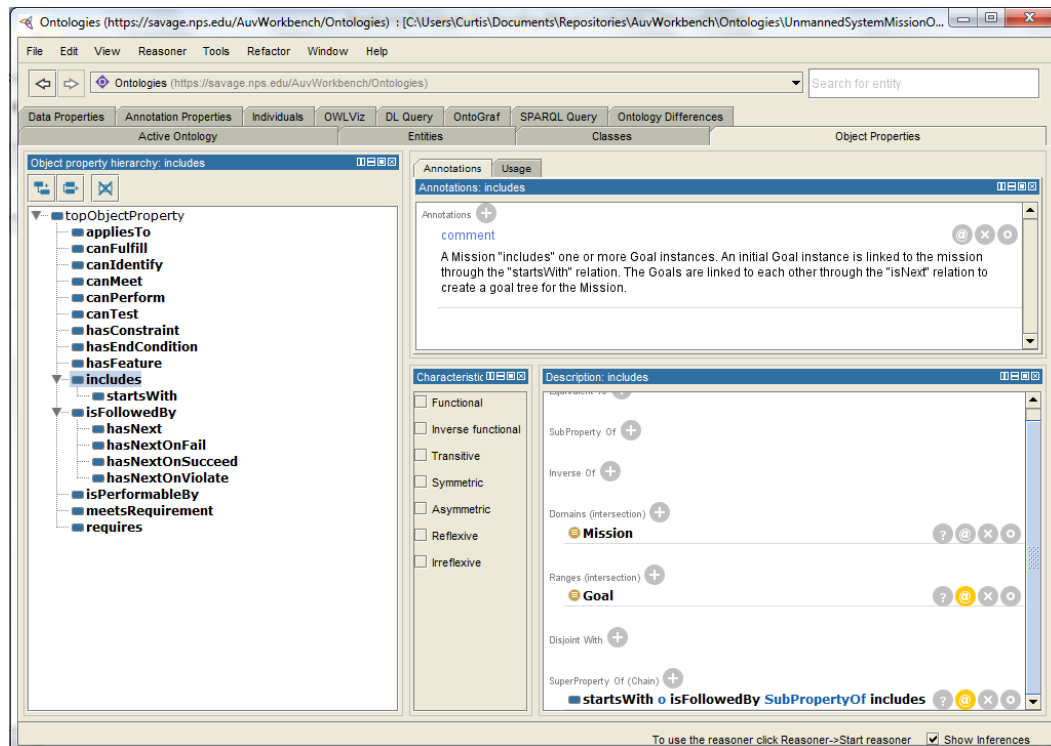 Ontologies (https://savage.nps.edu/AuvWorkbench/Ontologies) : [C:\Users\Curtis\Documents\Repositories\AuvWorkbench\Ontologies\UnmannedSystemMissionO...
File Edit View Reasoner Tools Refactor Window Help
Ontologies (https://savage.nps.edu/AuvWorkbench/Ontologies)
Search for entity
Data Properties Annotation Properties Individuals OWLViz DL Query OntoGraf SPARQL Query Ontology Differences
Active Ontology Entities Classes Object Properties
Object property hierarchy: includes
topObjectProperty
appliesTo
canFulfill
canIdentify
canMeet
canPerform
canTest
hasConstraint
hasEndCondition
hasFeature
includes
startsWith
isFollowedBy
hasNext
hasNextOnFail
hasNextOnSucceed
hasNextOnViolate
isPerformableBy
meetsRequirement
requires
Annotations Usage
Annotations: includes
Annotations
comment
A Mission "includes" one or more Goal instances. An initial Goal instance is linked to the mission
through the "startsWith" relation. The Goals are linked to each other through the "isNext" relation to
create a goal tree for the Mission.
Characteristic
Functional
Inverse functional
Transitive
Symmetric
Asymmetric
Reflexive
Irreflexive
Description: includes
Equivalent To
SubProperty Of
Inverse Of
Domains (intersection)
Mission
Ranges (intersection)
Goal
Disjoint With
SuperProperty Of (Chain)
startsWith o isFollowedBy SubPropertyOf includes
To use the reasoner click Reasoner->Start reasoner Show Inferences